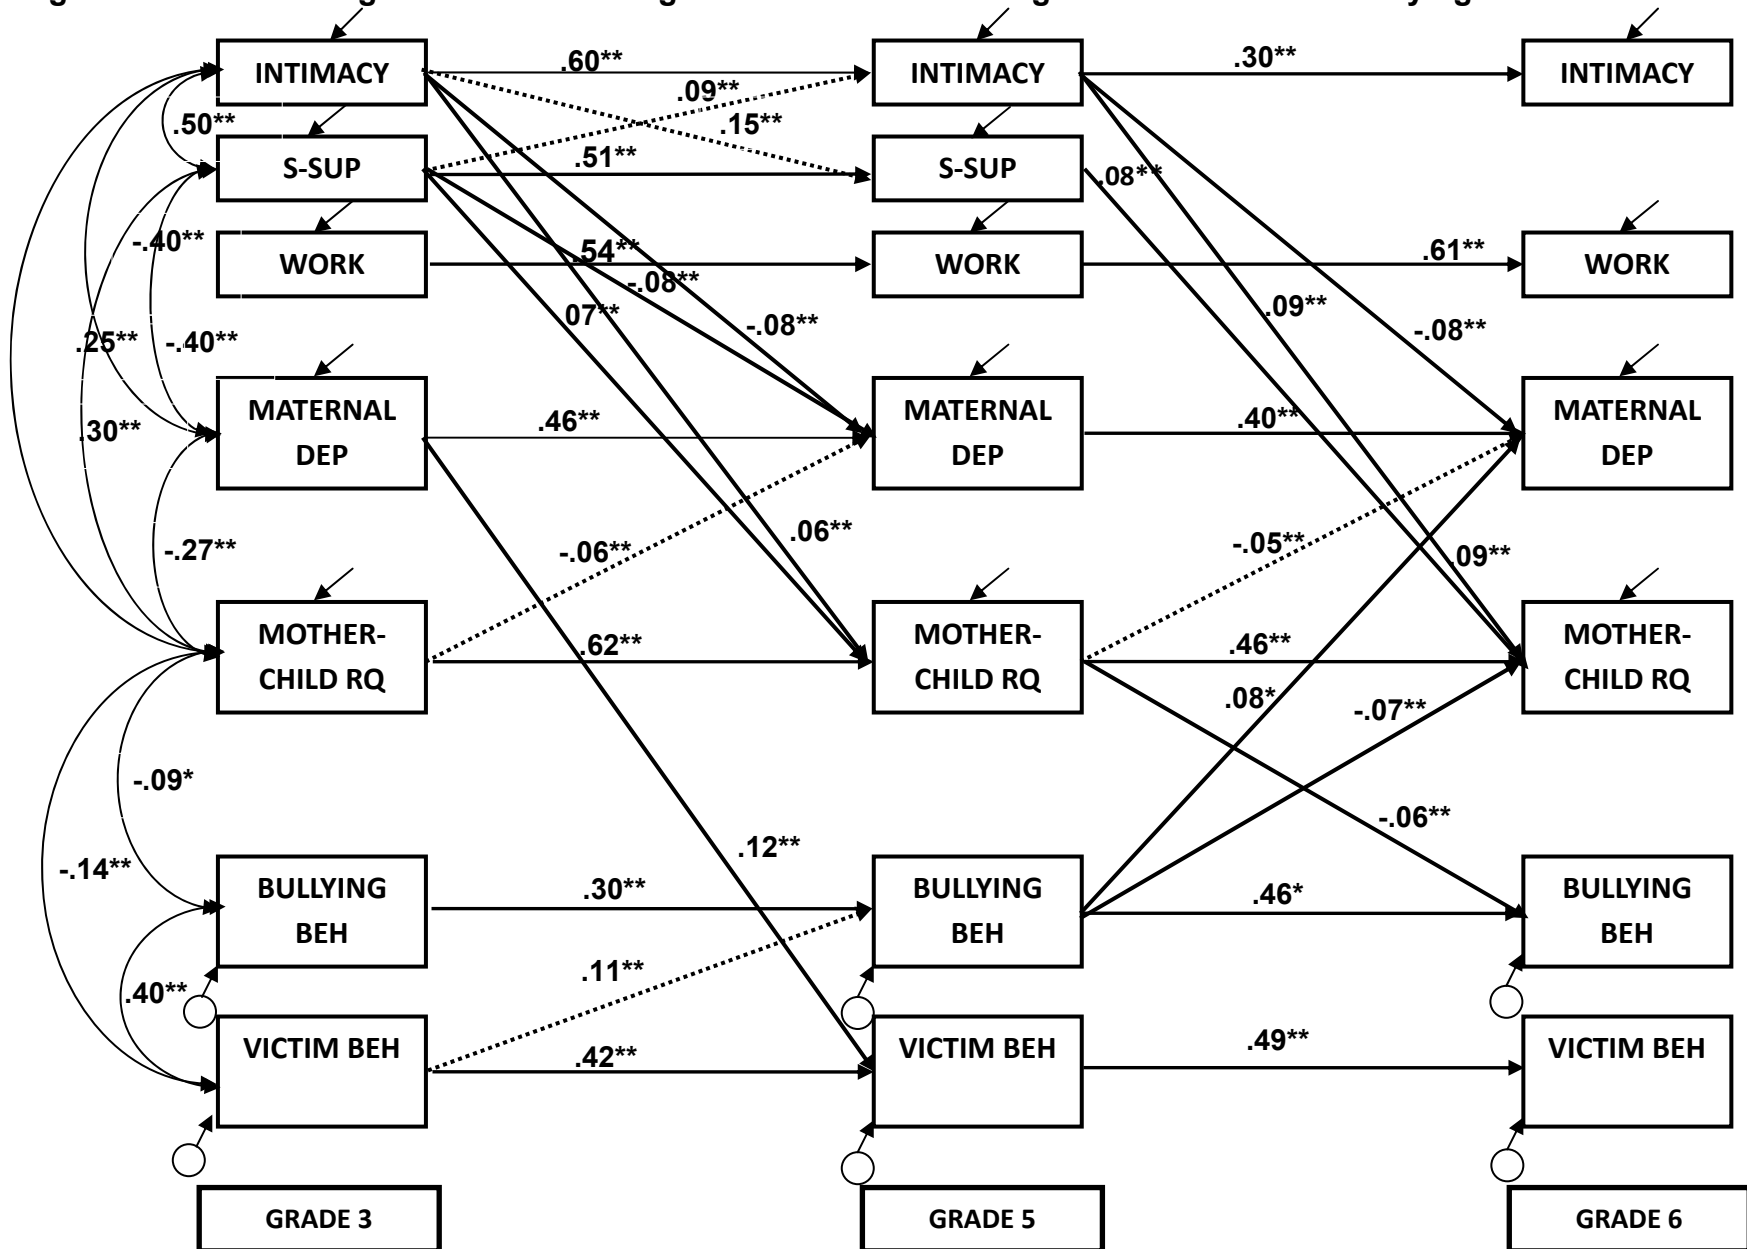 INTIMACY .60** INTIMACY .30** INTIMACY
.09**
.50** .15**
S-SUP .51** S-SUP .08**
-.40** .54** .61**
WORK WORK WORK
-.08**
07** -.08** .09** -.08**
.25** -.40**
MATERNAL DEP .46** MATERNAL DEP .40** MATERNAL DEP
.30**
-.27** -.06** .06** -.05** .09**
MOTHER-CHILD RQ .62** MOTHER-CHILD RQ .46** MOTHER-CHILD RQ
.08* -.07**
-.09*
-.06**
-.14** .12**
BULLYING BEH .30** BULLYING BEH .46* BULLYING BEH
.40** .11**
VICTIM BEH .42** VICTIM BEH .49** VICTIM BEH
GRADE 3 GRADE 5 GRADE 6